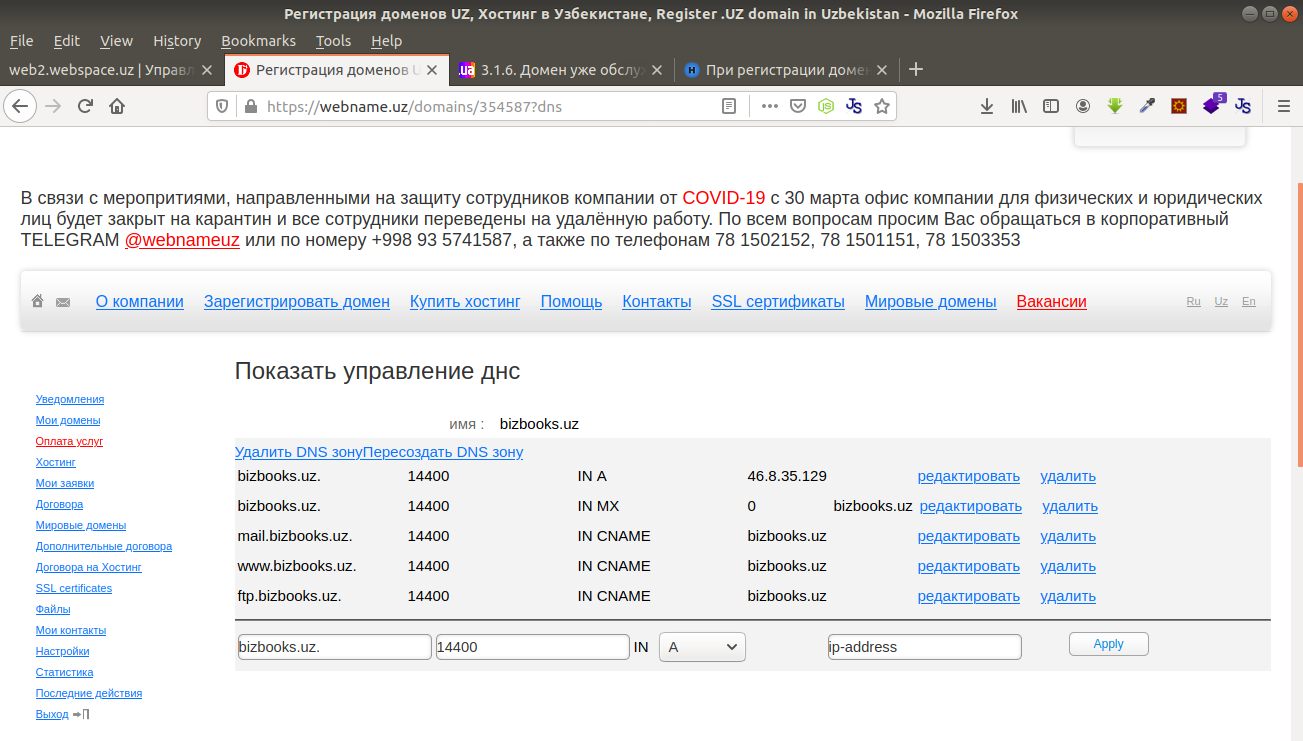 Регистрация доменов UZ, Хостинг в Узбекистане, Register .UZ domain in Uzbekistan - Mozilla Firefox
File Edit View History Bookmarks Tools Help
web2.webspace.uz | Управл
Регистрация доменов U
3.1.6. Домен уже обслу
При регистрации доме
https://webname.uz/domains/354587?dns
5
В связи с меропритиями, направленными на защиту сотрудников компании от COVID-19 с 30 марта офис компании для физических и юридических
лиц будет закрыт на карантин и все сотрудники переведены на удалённую работу. По всем вопросам просим Вас обращаться в корпоративный
TELEGRAM @webnameuz или по номеру +998 93 5741587, а также по телефонам 78 1502152, 78 1501151, 78 1503353
О компании Зарегистрировать домен Купить хостинг Помощь Контакты SSL сертификаты Мировые домены Вакансии Ru Uz En
Показать управление днс
Уведомления
Мои домены
Оплата услуг
Хостинг
Мои заявки
Договора
Мировые домены
Дополнительные договора
Договора на Хостинг
SSL certificates
Файлы
Мои контакты
Настройки
Статистика
Последние действия
Выход
имя : bizbooks.uz
Удалить DNS зонуПересоздать DNS зону
bizbooks.uz. 14400 IN A 46.8.35.129 редактировать удалить
bizbooks.uz. 14400 IN MX 0 bizbooks.uz редактировать удалить
mail.bizbooks.uz. 14400 IN CNAME bizbooks.uz редактировать удалить
www.bizbooks.uz. 14400 IN CNAME bizbooks.uz редактировать удалить
ftp.bizbooks.uz. 14400 IN CNAME bizbooks.uz редактировать удалить
bizbooks.uz. 14400 IN A ip-address Apply